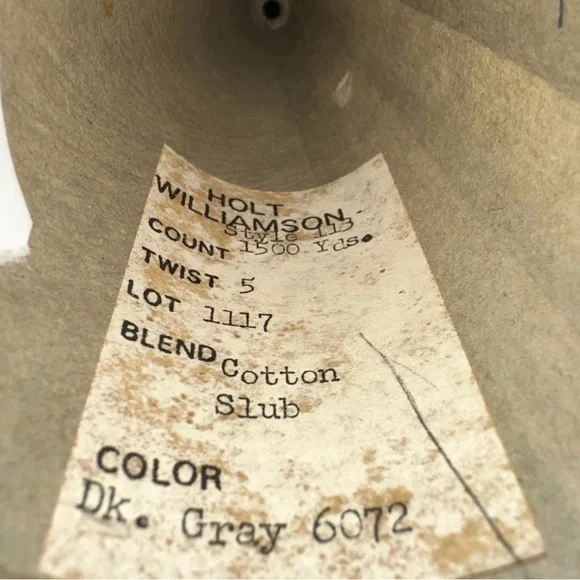 HOLT
WILLIAMSON
Style 113
COUNT 1500 Yds.
TWIST 5
LOT 1117
BLEND Cotton
Slub
COLOR
Dk. Gray 6072